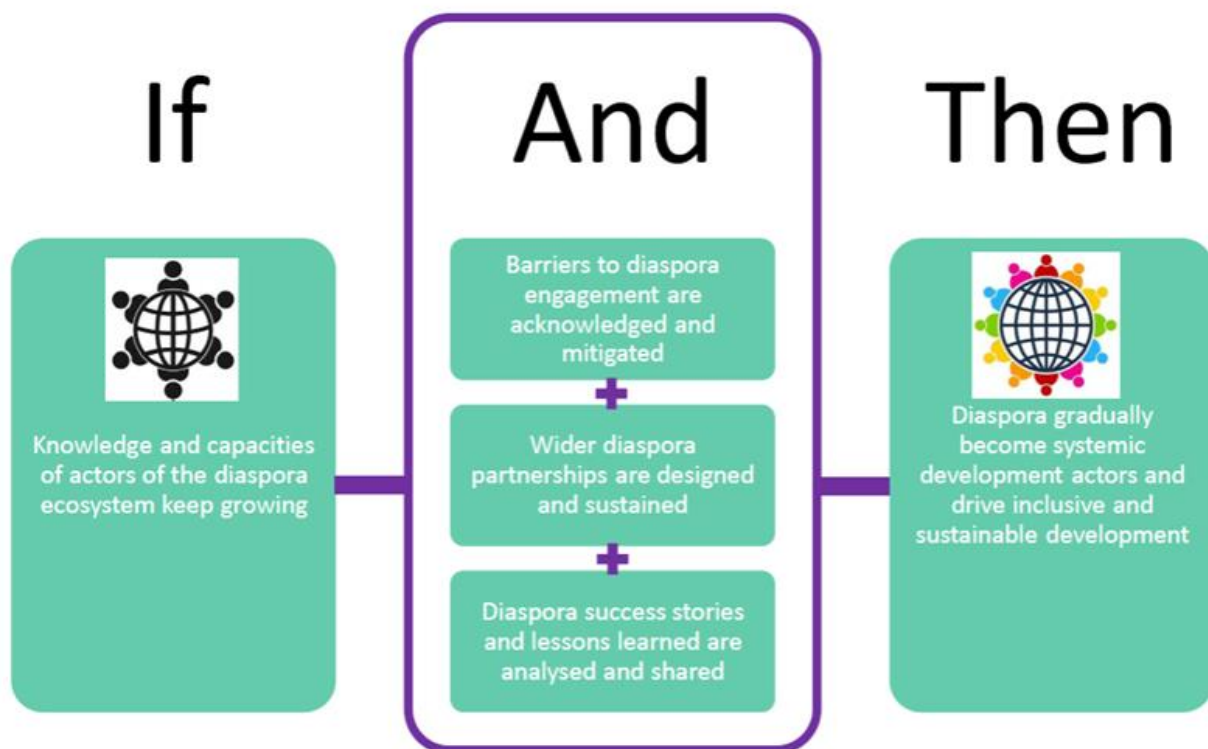 If
Knowledge and capacities
of actors of the diaspora
ecosystem keep growing
And
Barriers to diaspora
engagement are
acknowledged and
mitigated
Wider diaspora
partnerships are designed
and sustained
Diaspora success stories
and lessons learned are
analysed and shared
Then
Diaspora gradually
become systemic
development actors and
drive inclusive and
sustainable development